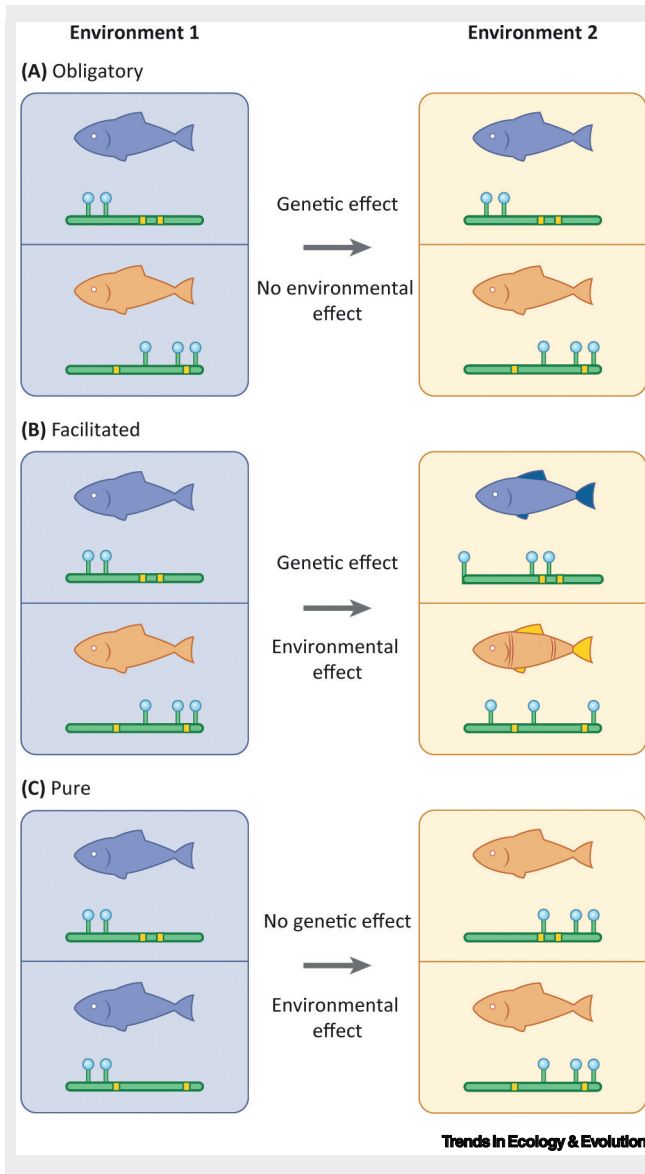 Environment 1 Environment 2
(A) Obligatory
Genetic effect
No environmental
effect
(B) Facilitated
Genetic effect
Environmental
effect
(C) Pure
No genetic effect
Environmental
effect
Trends in Ecology & Evolution